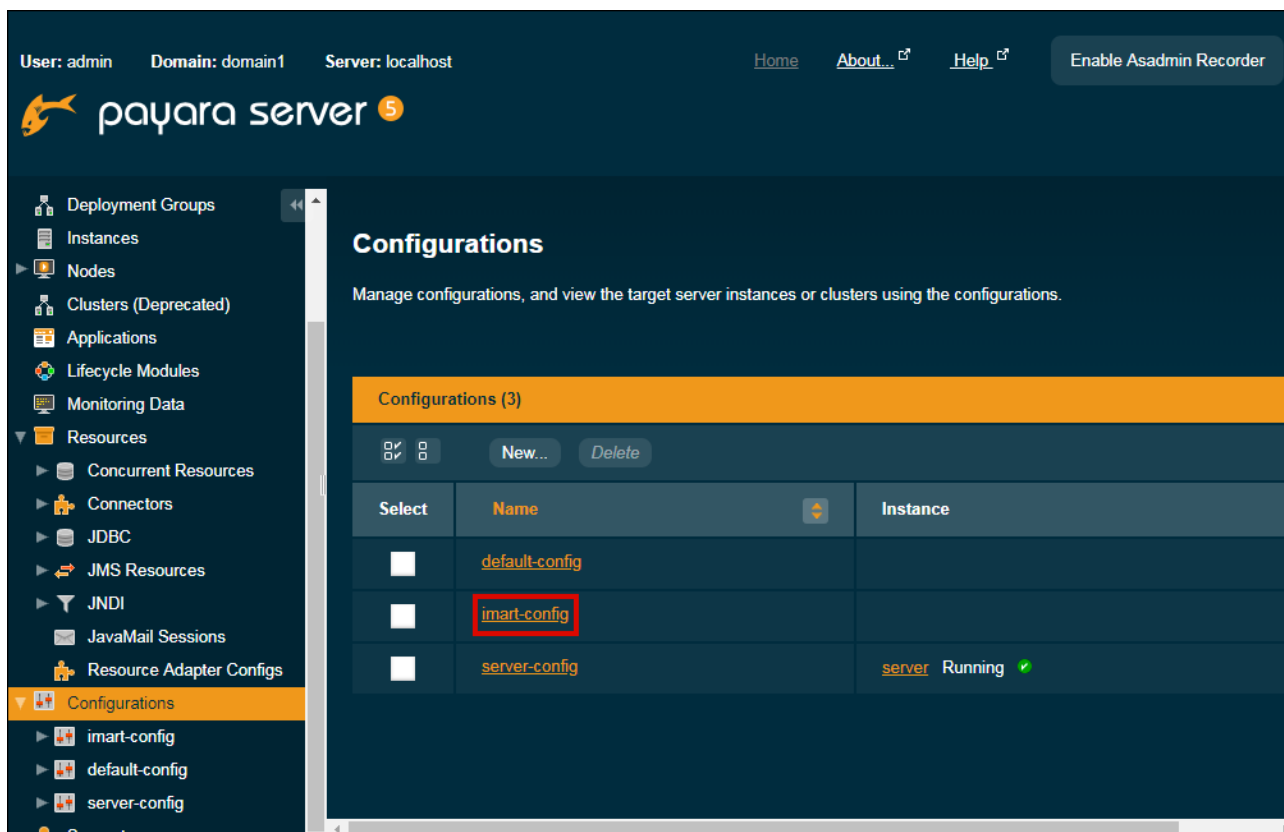 User: admin Domain: domain1 Server: localhost Home About... Help Enable Asadmin Recorder
payara server 5
Deployment Groups
Instances
Nodes
Clusters (Deprecated)
Applications
Lifecycle Modules
Monitoring Data
Resources
Concurrent Resources
Connectors
JDBC
JMS Resources
JNDI
JavaMail Sessions
Resource Adapter Configs
Configurations
imart-config
default-config
server-config
Configurations
Manage configurations, and view the target server instances or clusters using the configurations.
Configurations (3)
New... Delete
Select Name Instance
default-config
imart-config
server-config server Running